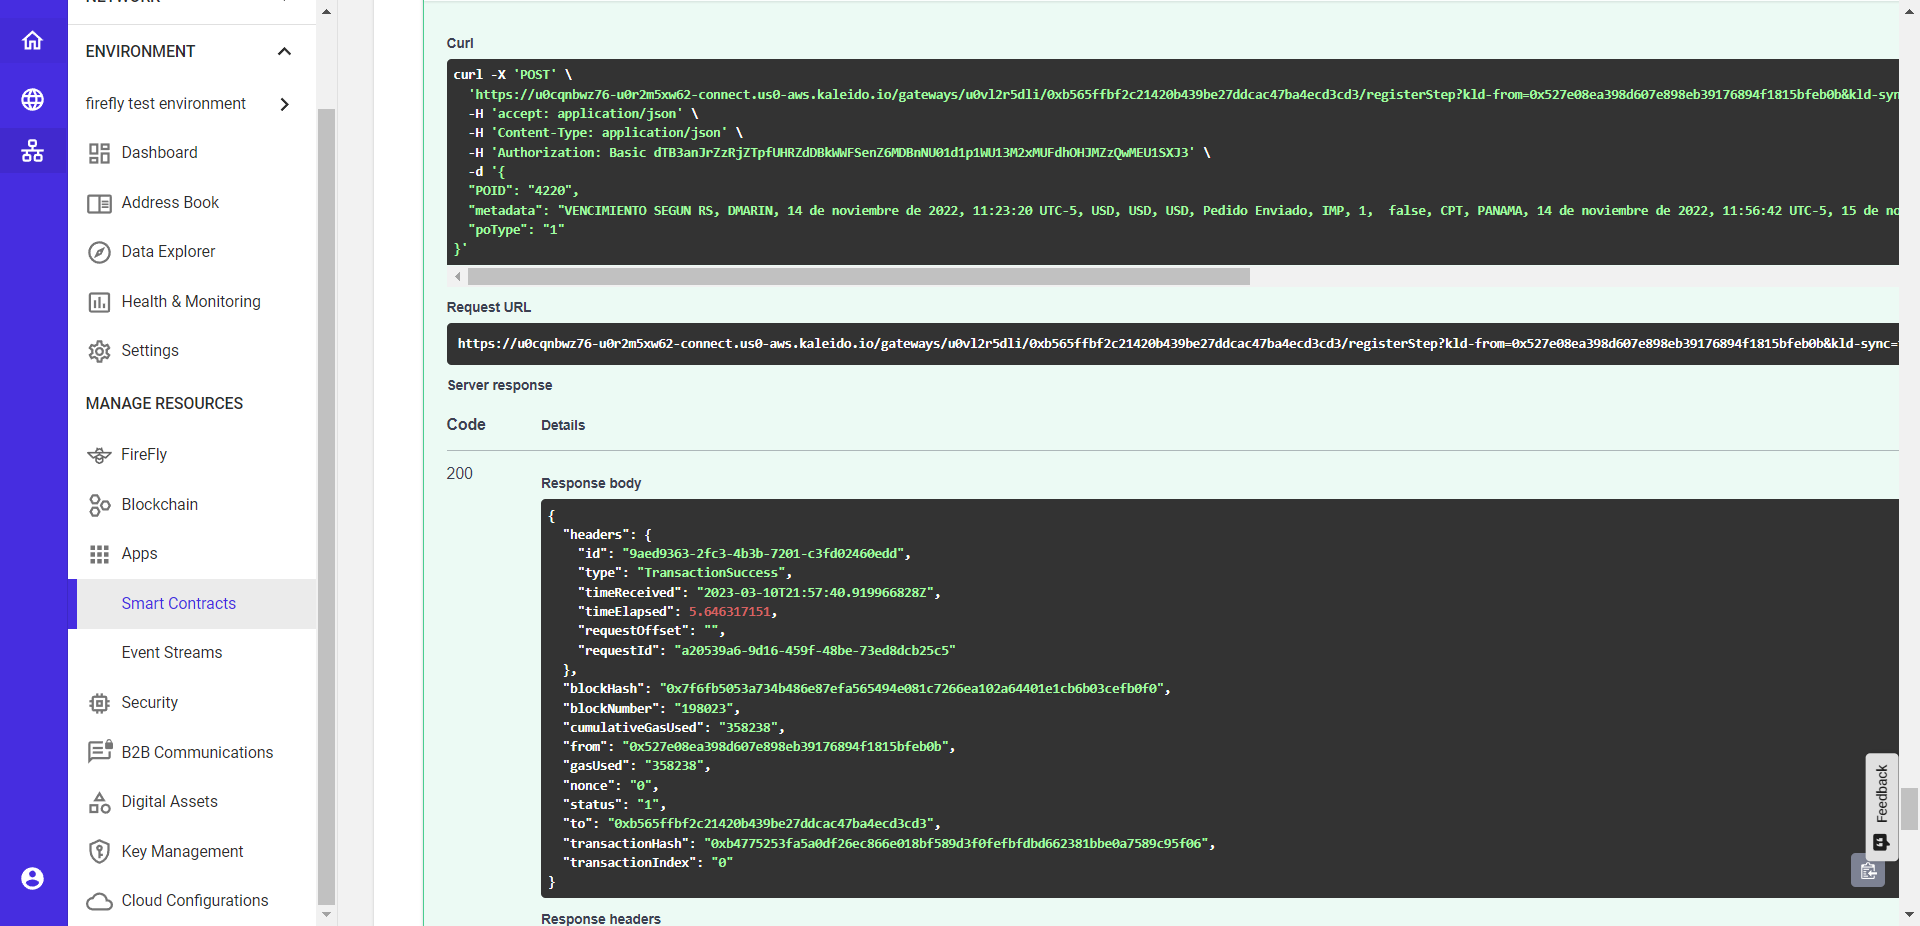 NETWORK
ENVIRONMENT
firefly test environment
Dashboard
Address Book
Data Explorer
Health & Monitoring
Settings
MANAGE RESOURCES
FireFly
Blockchain
Apps
Smart Contracts
Event Streams
Security
B2B Communications
Digital Assets
Key Management
Cloud Configurations
Curl
curl -X 'POST' \
'https://u0cqnbwz76-u0r2m5xw62-connect.us0-aws.kaleido.io/gateways/u0vl2r5dli/0xb565ffbf2c21420b439be27ddcac47ba4ecd3cd3/registerStep?kld-from=0x527e08ea398d607e898eb39176894f1815bfeb0b&kld-syn
-H 'accept: application/json' \
-H 'Content-Type: application/json' \
-H 'Authorization: Basic dTB3anJrZzRjZTpfUHRZdDBkWWFSenZ6MDBnNU01d1p1WU13M2xMUFdhOHJMZzQwMEU1SXJ3' \
-d '{
"POID": "4220",
"metadata": "VENCIMIENTO SEGUN RS, DMARIN, 14 de noviembre de 2022, 11:23:20 UTC-5, USD, USD, USD, Pedido Enviado, IMP, 1,  false, CPT, PANAMA, 14 de noviembre de 2022, 11:56:42 UTC-5, 15 de no
"poType": "1"
}'
Request URL
https://u0cqnbwz76-u0r2m5xw62-connect.us0-aws.kaleido.io/gateways/u0vl2r5dli/0xb565ffbf2c21420b439be27ddcac47ba4ecd3cd3/registerStep?kld-from=0x527e08ea398d607e898eb39176894f1815bfeb0b&kld-sync=
Server response
Code Details
200
Response body
{
"headers": {
"id": "9aed9363-2fc3-4b3b-7201-c3fd02460edd",
"type": "TransactionSuccess",
"timeReceived": "2023-03-10T21:57:40.919966828Z",
"timeElapsed": 5.646317151,
"requestOffset": "",
"requestId": "a20539a6-9d16-459f-48be-73ed8dcb25c5"
},
"blockHash": "0x7f6fb5053a734b486e87efa565494e081c7266ea102a64401e1cb6b03cefb0f0",
"blockNumber": "198023",
"cumulativeGasUsed": "358238",
"from": "0x527e08ea398d607e898eb39176894f1815bfeb0b",
"gasUsed": "358238",
"nonce": "0",
"status": "1",
"to": "0xb565ffbf2c21420b439be27ddcac47ba4ecd3cd3",
"transactionHash": "0xb4775253fa5a0df26ec866e018bf589d3f0fefbfdbd662381bbe0a7589c95f06",
"transactionIndex": "0"
}
Response headers
Feedback